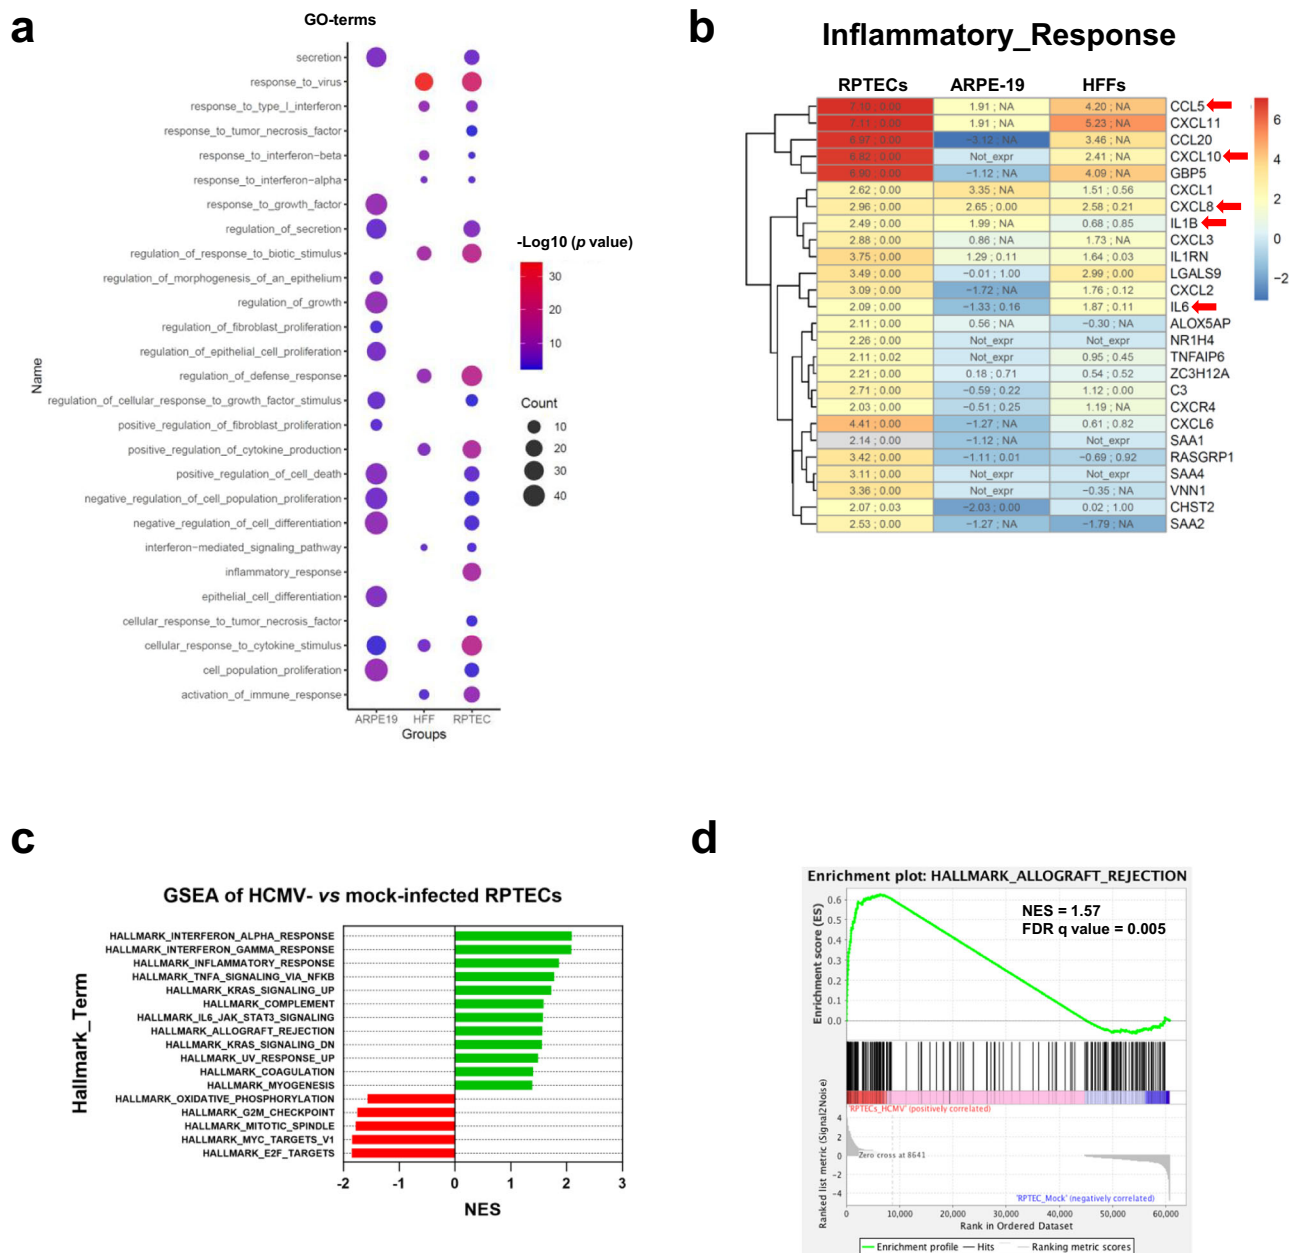 a
GO-terms
secretion
response_to_virus
response_to_type_I_interferon
response_to_tumor_necrosis_factor
response_to_interferon-beta
response_to_interferon-alpha
response_to_growth_factor
regulation_of_secretion
regulation_of_response_to_biotic_stimulus
regulation_of_morphogenesis_of_an_epithelium
regulation_of_growth
regulation_of_fibroblast_proliferation
regulation_of_epithelial_cell_proliferation
regulation_of_defense_response
regulation_of_cellular_response_to_growth_factor_stimulus
positive_regulation_of_fibroblast_proliferation
positive_regulation_of_cytokine_production
positive_regulation_of_cell_death
negative_regulation_of_cell_population_proliferation
negative_regulation_of_cell_differentiation
interferon-mediated_signaling_pathway
inflammatory_response
epithelial_cell_differentiation
cellular_response_to_tumor_necrosis_factor
cellular_response_to_cytokine_stimulus
cell_population_proliferation
activation_of_immune_response
Name
ARPE19 HFF RPTEC
Groups
-Log10 (p value)
30
20
10
Count
10
20
30
40
b
Inflammatory_Response
RPTECs ARPE-19 HFFs
7.10 ; 0.00 1.91 ; NA 4.20 ; NA CCL5
7.11 ; 0.00 1.91 ; NA 5.23 ; NA CXCL11
6.97 ; 0.00 −3.12 ; NA 3.46 ; NA CCL20
6.82 ; 0.00 Not_expr 2.41 ; NA CXCL10
6.90 ; 0.00 −1.12 ; NA 4.09 ; NA GBP5
2.62 ; 0.00 3.35 ; NA 1.51 ; 0.56 CXCL1
2.96 ; 0.00 2.65 ; 0.00 2.58 ; 0.21 CXCL8
2.49 ; 0.00 1.99 ; NA 0.68 ; 0.85 IL1B
2.88 ; 0.00 0.86 ; NA 1.73 ; NA CXCL3
3.75 ; 0.00 1.29 ; 0.11 1.64 ; 0.03 IL1RN
3.49 ; 0.00 −0.01 ; 1.00 2.99 ; 0.00 LGALS9
3.09 ; 0.00 −1.72 ; NA 1.76 ; 0.12 CXCL2
2.09 ; 0.00 −1.33 ; 0.16 1.87 ; 0.11 IL6
2.11 ; 0.00 0.56 ; NA −0.30 ; NA ALOX5AP
2.26 ; 0.00 Not_expr Not_expr NR1H4
2.11 ; 0.02 Not_expr 0.95 ; 0.45 TNFAIP6
2.21 ; 0.00 0.18 ; 0.71 0.54 ; 0.52 ZC3H12A
2.71 ; 0.00 −0.59 ; 0.22 1.12 ; 0.00 C3
2.03 ; 0.00 −0.51 ; 0.25 1.19 ; NA CXCR4
4.41 ; 0.00 −1.27 ; NA 0.61 ; 0.82 CXCL6
2.14 ; 0.00 −1.12 ; NA Not_expr SAA1
3.42 ; 0.00 −1.11 ; 0.01 −0.69 ; 0.92 RASGRP1
3.11 ; 0.00 Not_expr Not_expr SAA4
3.36 ; 0.00 Not_expr −0.35 ; NA VNN1
2.07 ; 0.03 −2.03 ; 0.00 0.02 ; 1.00 CHST2
2.53 ; 0.00 −1.27 ; NA −1.79 ; NA SAA2
6
4
2
0
−2
c
GSEA of HCMV- vs mock-infected RPTECs
HALLMARK_INTERFERON_ALPHA_RESPONSE
HALLMARK_INTERFERON_GAMMA_RESPONSE
HALLMARK_INFLAMMATORY_RESPONSE
HALLMARK_TNFA_SIGNALING_VIA_NFKB
HALLMARK_KRAS_SIGNALING_UP
HALLMARK_COMPLEMENT
HALLMARK_IL6_JAK_STAT3_SIGNALING
HALLMARK_ALLOGRAFT_REJECTION
HALLMARK_KRAS_SIGNALING_DN
HALLMARK_UV_RESPONSE_UP
HALLMARK_COAGULATION
HALLMARK_MYOGENESIS
HALLMARK_OXIDATIVE_PHOSPHORYLATION
HALLMARK_G2M_CHECKPOINT
HALLMARK_MITOTIC_SPINDLE
HALLMARK_MYC_TARGETS_V1
HALLMARK_E2F_TARGETS
Hallmark_Term
-2 -1 0 1 2 3
NES
d
Enrichment plot: HALLMARK_ALLOGRAFT_REJECTION
NES = 1.57
FDR q value = 0.005
Enrichment score (ES)
0.6
0.5
0.4
0.3
0.2
0.1
0.0
'RPTECs_HCMV' (positively correlated)
Ranked list metric (Signal2Noise)
4
2
0
−2
−4
Zero cross at 8641
'RPTEC_Mock' (negatively correlated)
0 10,000 20,000 30,000 40,000 50,000 60,000
Rank in Ordered Dataset
Enrichment profile Hits Ranking metric scores